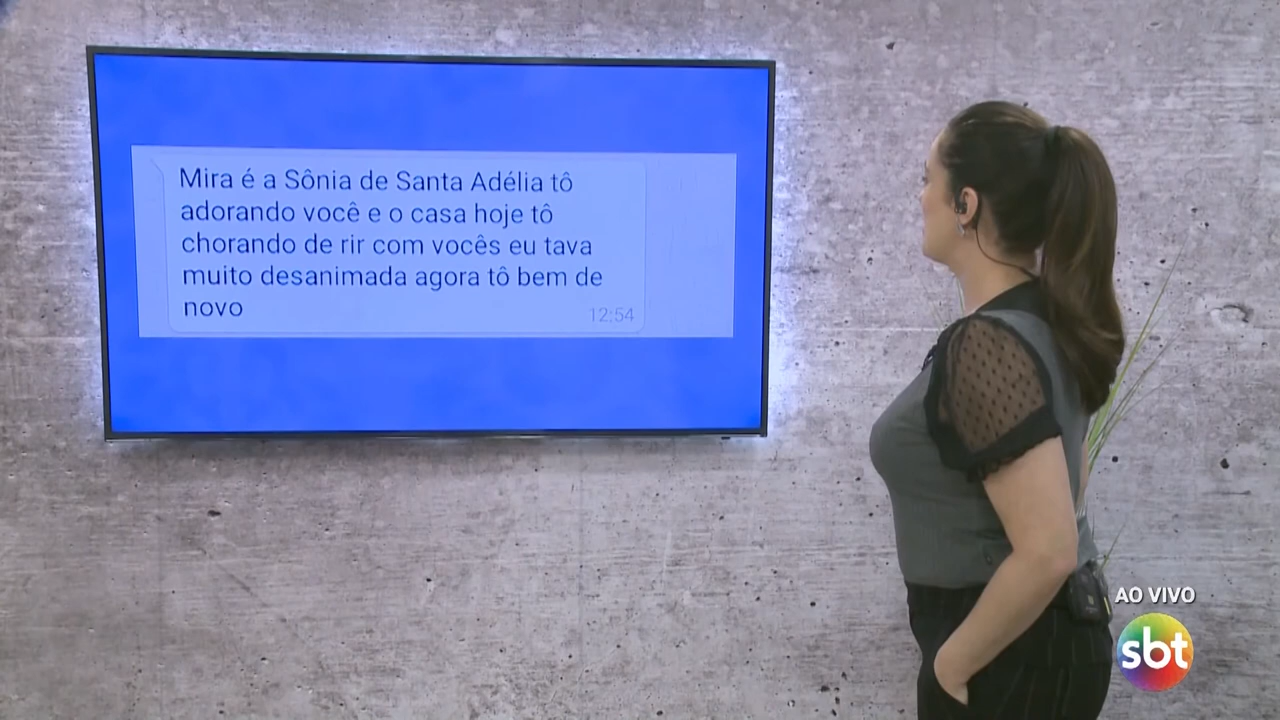 Mira é a Sônia de Santa Adélia tô
adorando você e o casa hoje tô
chorando de rir com vocês eu tava
muito desanimada agora tô bem de
novo
12:54
AO VIVO
sbt